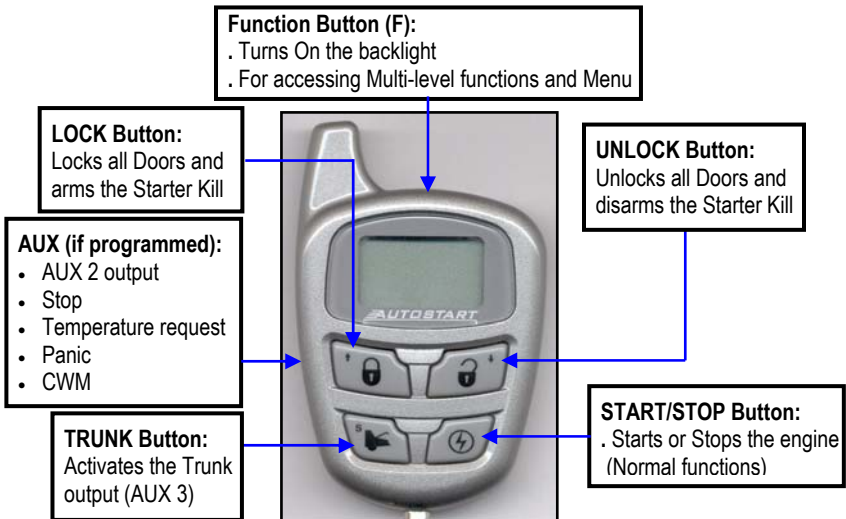 Function Button (F):
. Turns On the backlight
. For accessing Multi-level functions and Menu
LOCK Button:
Locks all Doors and
arms the Starter Kill
UNLOCK Button:
Unlocks all Doors and
disarms the Starter Kill
AUX (if programmed):
• AUX 2 output
• Stop
• Temperature request
• Panic
• CWM
AUTOSTART
S
TRUNK Button:
Activates the Trunk
output (AUX 3)
START/STOP Button:
. Starts or Stops the engine
(Normal functions)